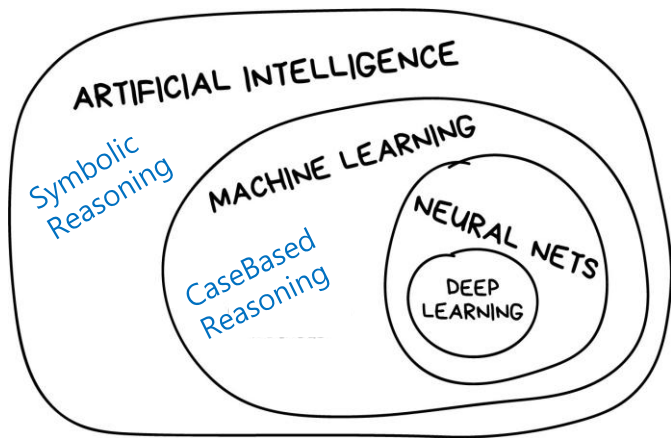 ARTIFICIAL INTELLIGENCE
Symbolic
Reasoning
MACHINE LEARNING
CaseBased
Reasoning
NEURAL NETS
DEEP
LEARNING